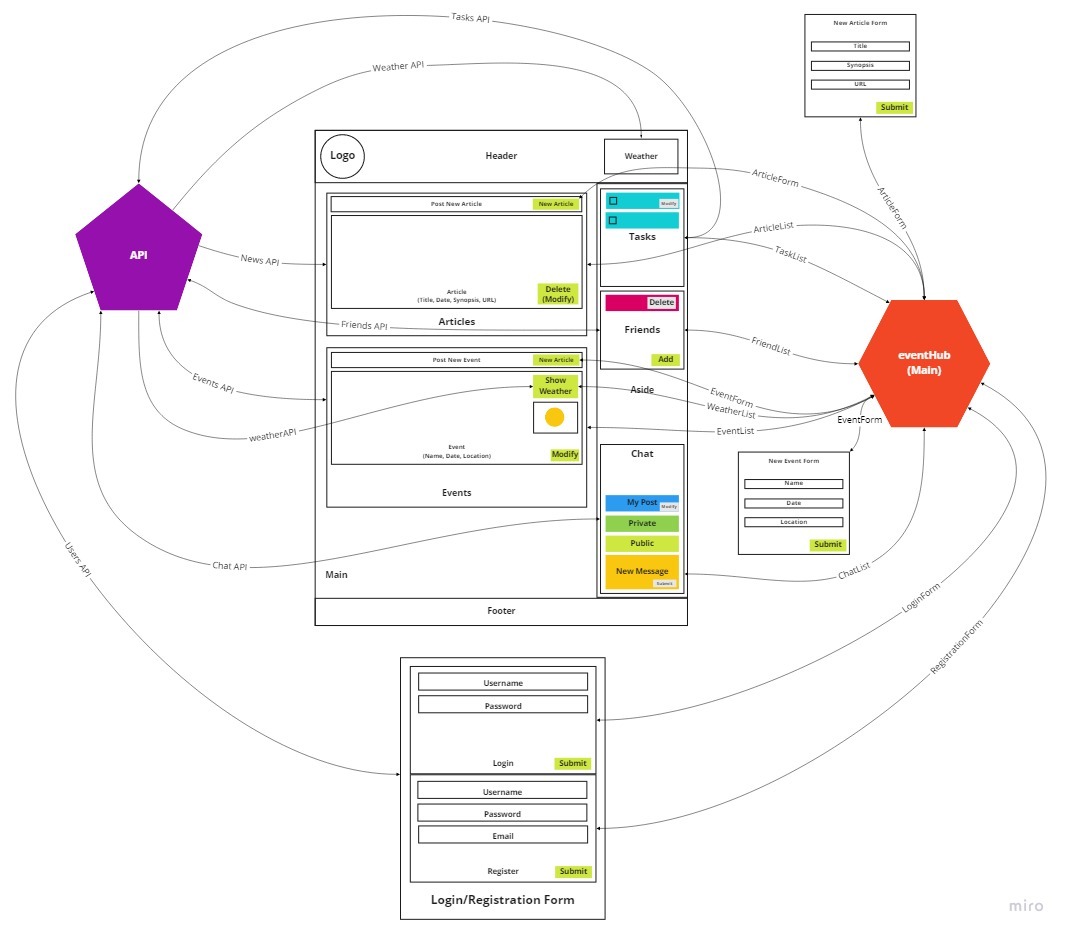 Tasks API
Weather API
New Article Form
Title
Synopsis
URL
Submit
Logo
Header
Weather
ArticleForm
ArticleForm
Post New Article
New Article
Modify
Tasks
ArticleList
TaskList
API
News API
Article
(Title, Date, Synopsis, URL)
Delete
(Modify)
Articles
Delete
Friends
Add
Friends API
FriendList
eventHub
(Main)
Post New Event
New Article
Show
Weather
Aside
Events API
EventForm
WeatherList
EventForm
EventList
weatherAPI
Event
(Name, Date, Location)
Modify
Events
Chat
My Post
Modify
Private
Public
New Message
Submit
New Event Form
Name
Date
Location
Submit
Users API
Chat API
ChatList
Main
LoginForm
Footer
RegistrationForm
Username
Password
Login
Submit
Username
Password
Email
Register
Submit
Login/Registration Form
miro